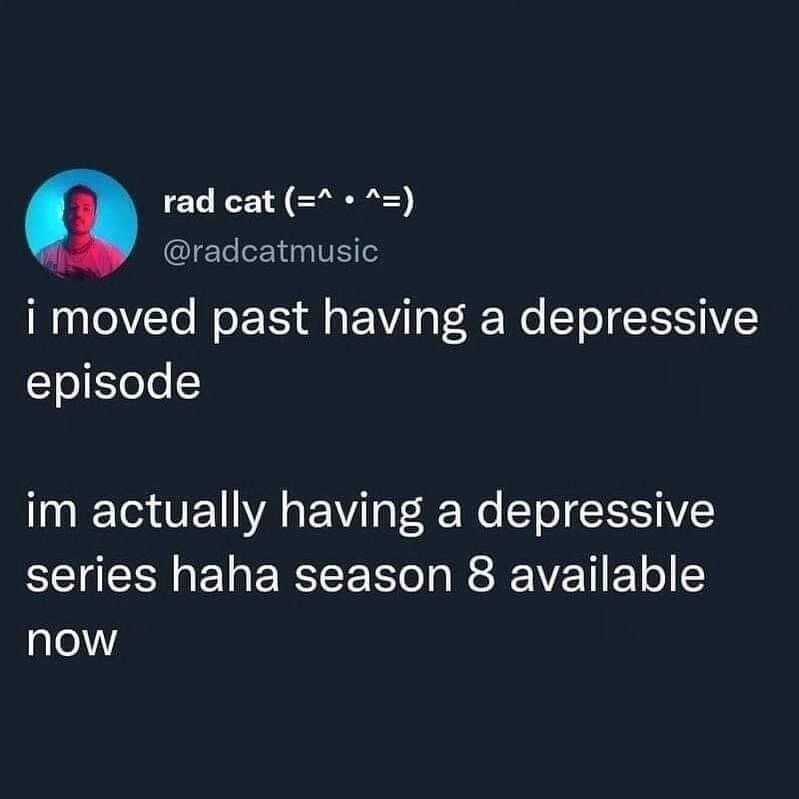 rad cat (=^ • ^=)
@radcatmusic
i moved past having a depressive
episode
im actually having a depressive
series haha season 8 available
now